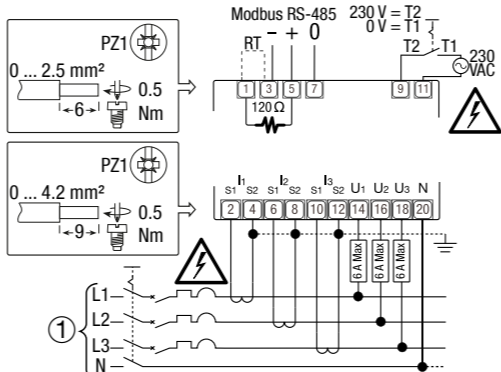 PZ1
0 ... 2.5 mm²
6
0.5
Nm
Modbus RS-485
RT - + 0
230 V = T2
0 V = T1
T2 T1
230
VAC
1 3 5 7 9 11
120 Ω
PZ1
0 ... 4.2 mm²
9
0.5
Nm
I1 I2 I3
S1 S2 S1 S2 S1 S2 U1 U2 U3 N
2 4 6 8 10 12 14 16 18 20
6 A Max 6 A Max 6 A Max
1
L1
L2
L3
N